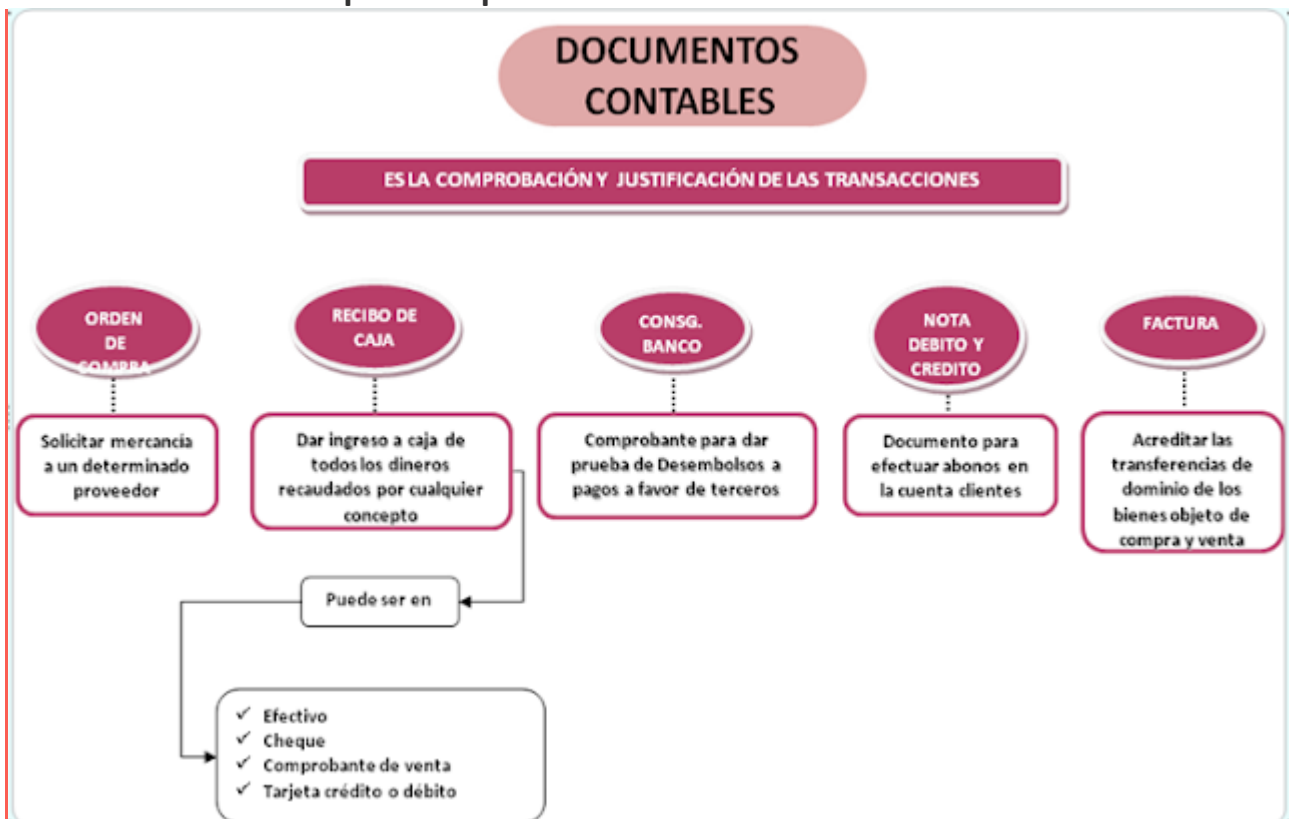 DOCUMENTOS
CONTABLES
ES LA COMPROBACIÓN Y JUSTIFICACIÓN DE LAS TRANSACCIONES
ORDEN
DE
COMPRA
RECIBO DE
CAJA
CONSG.
BANCO
NOTA
DEBITO Y
CREDITO
FACTURA
Solicitar mercancía
a un determinado
proveedor
Dar ingreso a caja de
todos los dineros
recaudados por cualquier
concepto
Comprobante para dar
prueba de Desembolsos a
pagos a favor de terceros
Documento para
efectuar abonos en
la cuenta clientes
Acreditar las
transferencias de
dominio de los
bienes objeto de
compra y venta
Puede ser en
✓ Efectivo
✓ Cheque
✓ Comprobante de venta
✓ Tarjeta crédito o débito